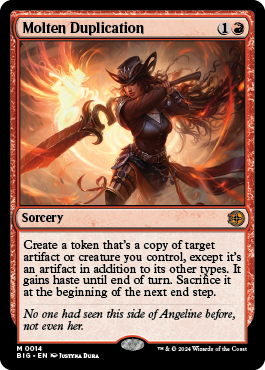 Molten Duplication 1
Sorcery
Create a token that's a copy of target
artifact or creature you control, except it's
an artifact in addition to its other types. It
gains haste until end of turn. Sacrifice it
at the beginning of the next end step.
No one had seen this side of Angeline before,
not even her.
M 0014
BIG • EN Justyna Dura
™ & © 2024 Wizards of the Coast